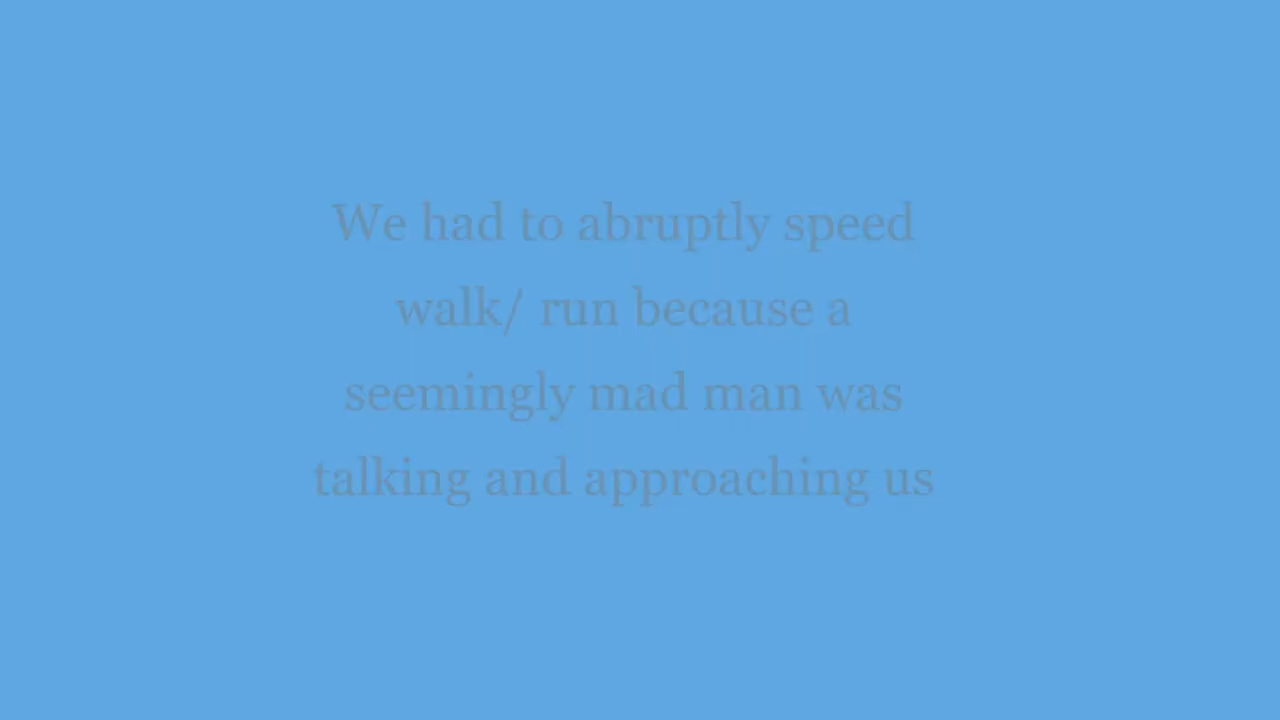 We had to abruptly speed
walk/ run because a
seemingly mad man was
talking and approaching us